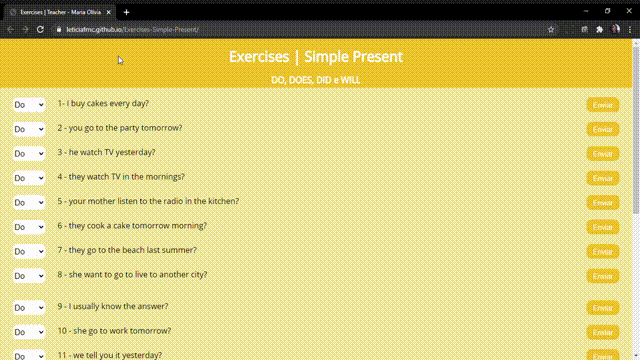 Exercises | Teacher - Maria Olivia
leticiafmc.github.io/Exercises-Simple-Present/
Exercises | Simple Present
DO, DOES, DID e WILL
Do 1- I buy cakes every day? Enviar
Do 2 - you go to the party tomorrow? Enviar
Do 3 - he watch TV yesterday? Enviar
Do 4 - they watch TV in the mornings? Enviar
Do 5 - your mother listen to the radio in the kitchen? Enviar
Do 6 - they cook a cake tomorrow morning? Enviar
Do 7 - they go to the beach last summer? Enviar
Do 8 - she want to go to live to another city? Enviar
Do 9 - I usually know the answer? Enviar
Do 10 - she go to work tomorrow? Enviar
Do 11 - we tell you it yesterday? Enviar